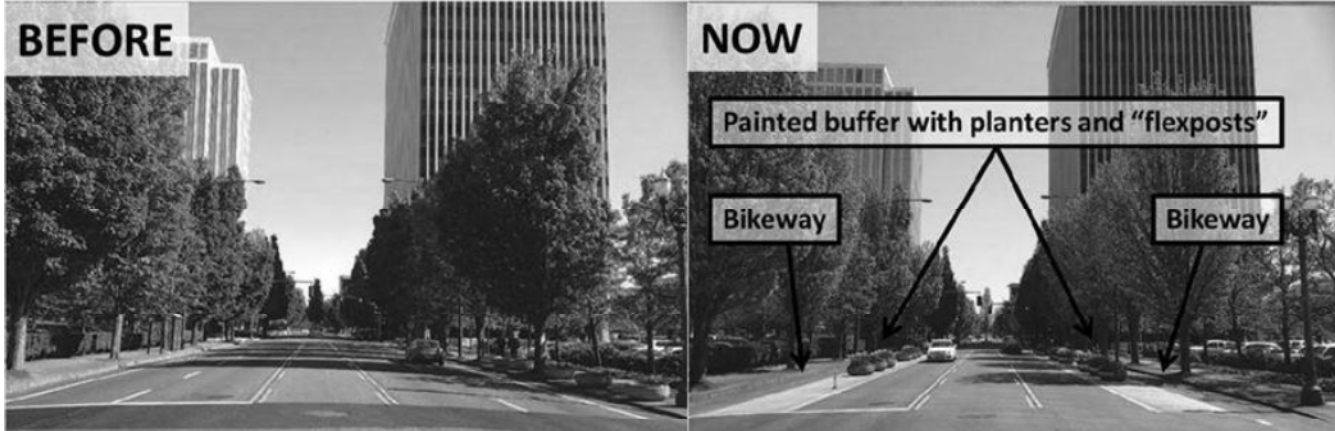 BEFORE
NOW
Painted buffer with planters and “flexposts”
Bikeway
Bikeway